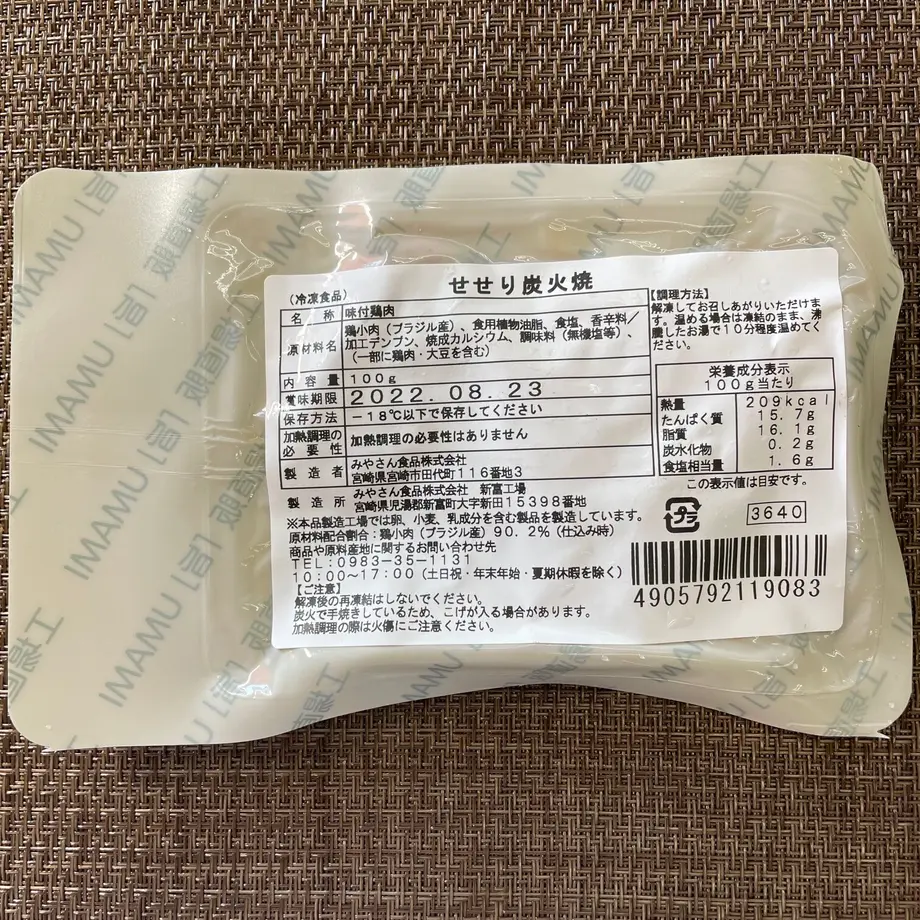 せせり炭火焼
(冷凍食品)
名称 味付鶏肉
原材料名 鶏小肉(ブラジル産)、食用植物油脂、食塩、香辛料/
加工デンプン、焼成カルシウム、調味料(無機塩等)、
(一部に鶏肉・大豆を含む)
内容量 100g
賞味期限 2022.08.23
保存方法 -18℃以下で保存してください
加熱調理の必要性 加熱調理の必要性はありません
製造者 みやさん食品株式会社
宮崎県宮崎市田代町116番地3
製造所 みやさん食品株式会社 新富工場
宮崎県児湯郡新富町大字新田15398番地
※本品製造工場では卵、小麦、乳成分を含む製品を製造しています。
原材料配合割合:鶏小肉(ブラジル産)90.2%(仕込み時)
商品や原料産地に関するお問い合わせ先
TEL:0983-35-1131
10:00~17:00(土日祝・年末年始・夏期休暇を除く)
【ご注意】
解凍後の再凍結はしないでください。
炭火で手焼きしているため、こげが入る場合があります。
加熱調理の際は火傷にご注意ください。
【調理方法】
解凍してお召しあがりいただけま
す。温める場合は凍結のまま、沸
騰したお湯で10分程度温めてく
ださい。
栄養成分表示
100g当たり
熱量 209kcal
たんぱく質 15.7g
脂質 16.1g
炭水化物 0.2g
食塩相当量 1.6g
この表示値は目安です。
プラ
3640
4905792119083
工場直販
IMAMU